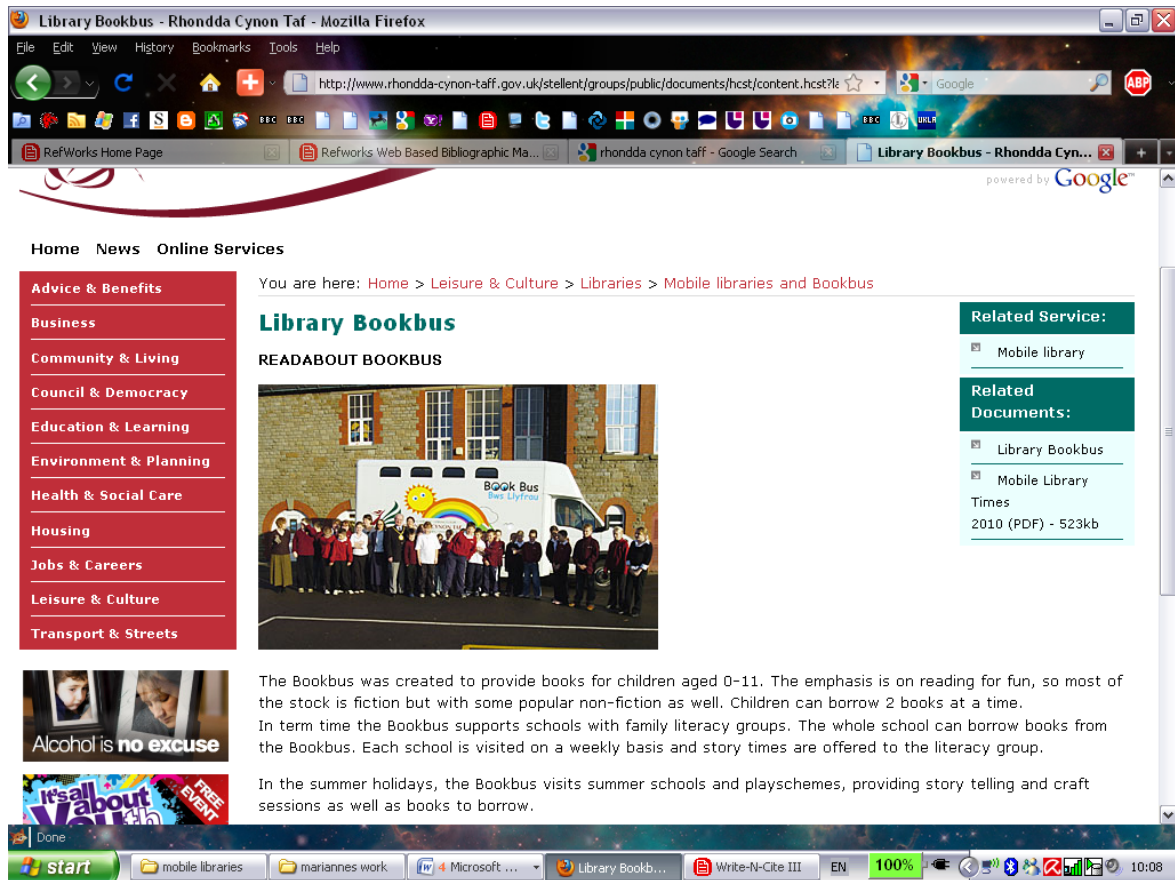 Library Bookbus - Rhondda Cynon Taf - Mozilla Firefox
File Edit View History Bookmarks Tools Help
http://www.rhondda-cynon-taff.gov.uk/stellent/groups/public/documents/hcst/content.hcst?la
Google
ABP
BBC BBC
BBC
UKLA
RefWorks Home Page
Refworks Web Based Bibliographic Ma...
rhondda cynon taff - Google Search
Library Bookbus - Rhondda Cyn...
powered by Google™
Home News Online Services
You are here: Home > Leisure & Culture > Libraries > Mobile libraries and Bookbus
Advice & Benefits
Business
Community & Living
Council & Democracy
Education & Learning
Environment & Planning
Health & Social Care
Housing
Jobs & Careers
Leisure & Culture
Transport & Streets
Alcohol is no excuse
It's all about Youth
FREE EVENT
Library Bookbus
READABOUT BOOKBUS
Book Bus
Bws Llyfrau
CYNON TAF
The Bookbus was created to provide books for children aged 0-11. The emphasis is on reading for fun, so most of
the stock is fiction but with some popular non-fiction as well. Children can borrow 2 books at a time.
In term time the Bookbus supports schools with family literacy groups. The whole school can borrow books from
the Bookbus. Each school is visited on a weekly basis and story times are offered to the literacy group.
In the summer holidays, the Bookbus visits summer schools and playschemes, providing story telling and craft
sessions as well as books to borrow.
Related Service:
Mobile library
Related
Documents:
Library Bookbus
Mobile Library
Times
2010 (PDF) - 523kb
Done
start
mobile libraries
mariannes work
4 Microsoft ...
Library Bookb...
Write-N-Cite III
EN
100%
10:08